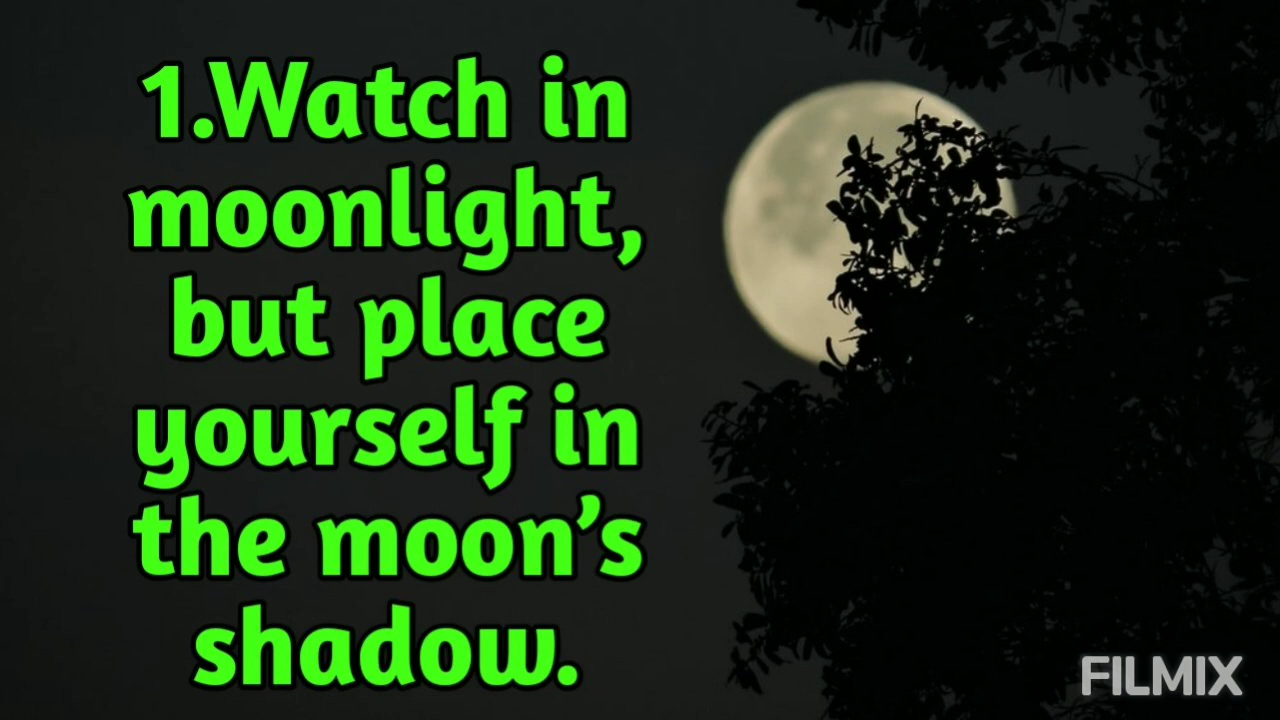 1.Watch in
moonlight,
but place
yourself in
the moon’s
shadow.
FILMIX